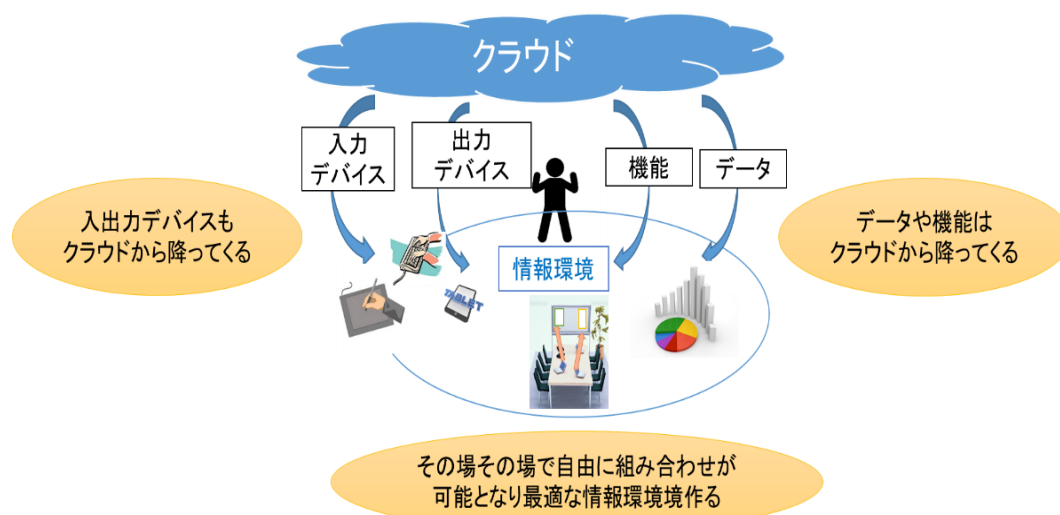 クラウド
入力
デバイス
出力
デバイス
機能
データ
入出力デバイスも
クラウドから降ってくる
データや機能は
クラウドから降ってくる
情報環境
TABLET
その場その場で自由に組み合わせが
可能となり最適な情報環境境作る